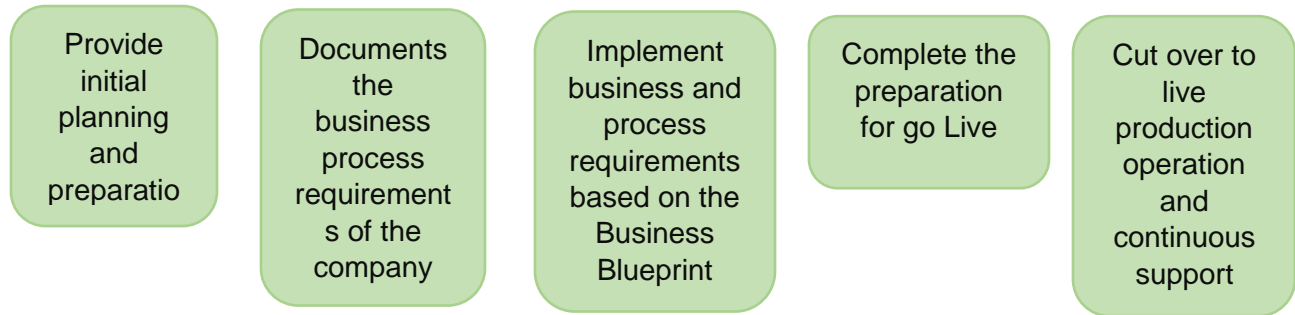 Provide
initial
planning
and
preparatio
Documents
the
business
process
requirement
s of the
company
Implement
business and
process
requirements
based on the
Business
Blueprint
Complete the
preparation
for go Live
Cut over to
live
production
operation
and
continuous
support